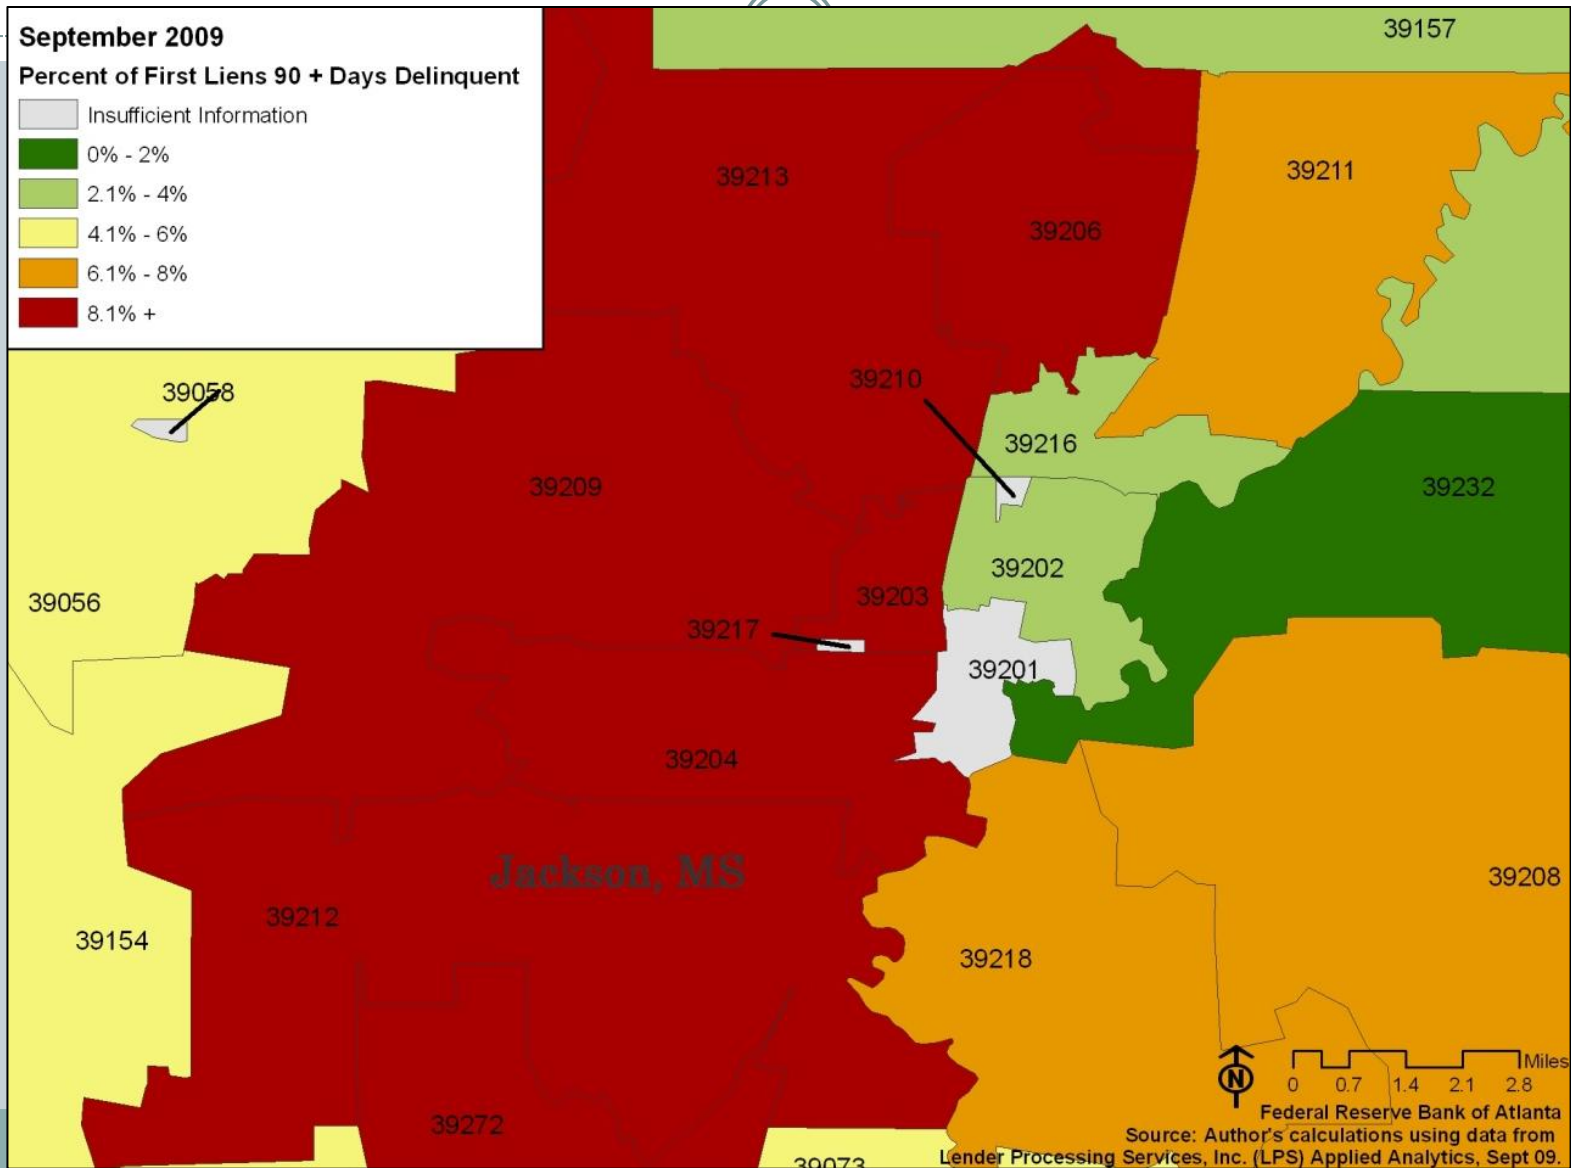 September 2009
Percent of First Liens 90 + Days Delinquent
Insufficient Information
0% - 2%
2.1% - 4%
4.1% - 6%
6.1% - 8%
8.1% +
39157
39213
39211
39206
39210
39058
39216
39209
39232
39202
39203
39056
39217
39201
39204
Jackson, MS
39208
39212
39154
39218
N
Miles
0 0.7 1.4 2.1 2.8
39272
39073
Federal Reserve Bank of Atlanta
Source: Author's calculations using data from
Lender Processing Services, Inc. (LPS) Applied Analytics, Sept 09.